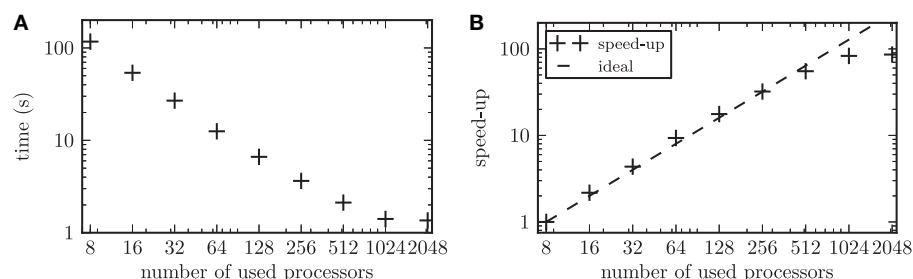 A
100
10
1
time (s)
8 16 32 64 128 256 512 1024 2048
number of used processors
B
100
10
1
speed-up
speed-up
ideal
8 16 32 64 128 256 512 1024 2048
number of used processors